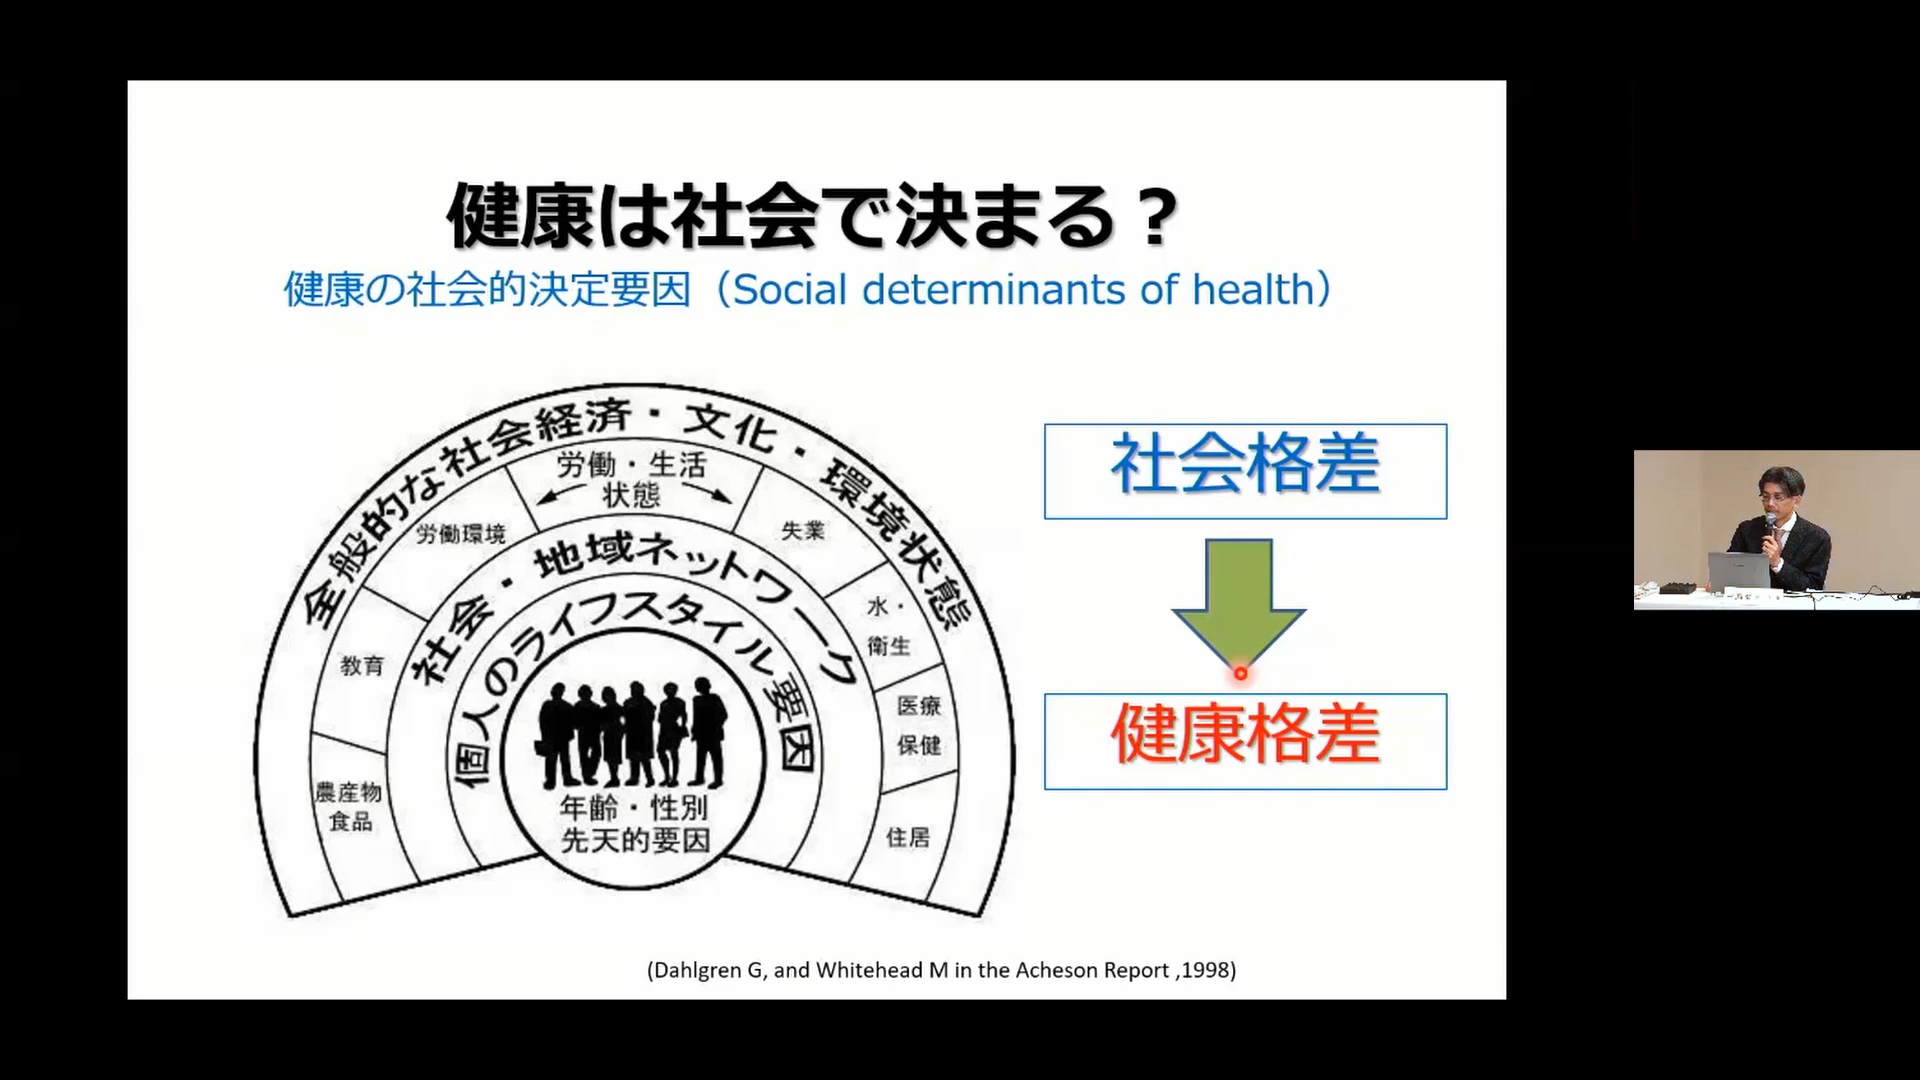 健康は社会で決まる？
健康の社会的決定要因（Social determinants of health）
全般的な社会経済・文化・環境状態
労働・生活
状態
労働環境
失業
社会・地域ネットワーク
水・
衛生
個人のライフスタイル要因
教育
医療
保健
農産物
食品
住居
年齢・性別
先天的要因
社会格差
健康格差
(Dahlgren G, and Whitehead M in the Acheson Report ,1998)